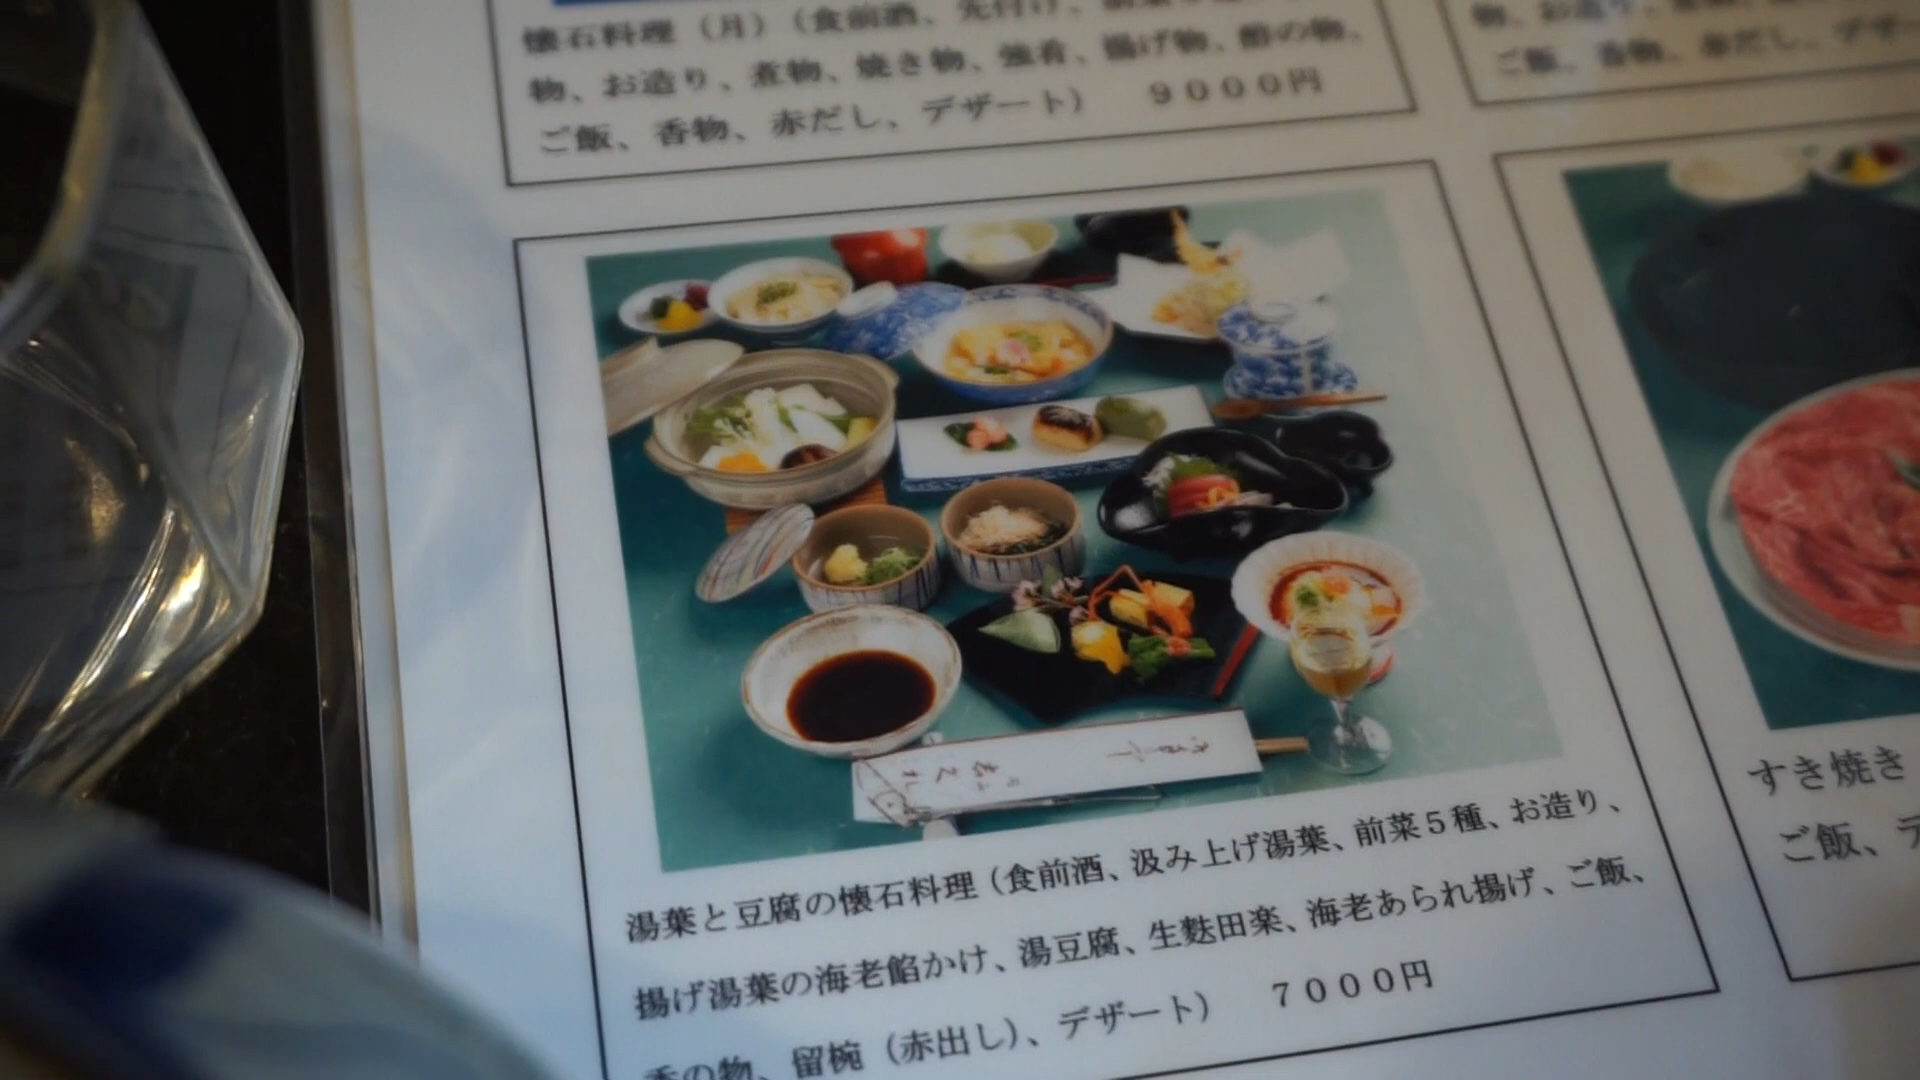 懐石料理（月）（食前酒、先付け、
物、お造り、煮物、焼き物、強肴、揚げ物、酢の物、
ご飯、香物、赤だし、デザート）　９０００円
物、お造り、
ご飯、香物、赤だし、デザー
湯葉と豆腐の懐石料理（食前酒、汲み上げ湯葉、前菜５種、お造り、
揚げ湯葉の海老餡かけ、湯豆腐、生麩田楽、海老あられ揚げ、ご飯、
香の物、留椀（赤出し）、デザート）　７０００円
すき焼き
ご飯、デ